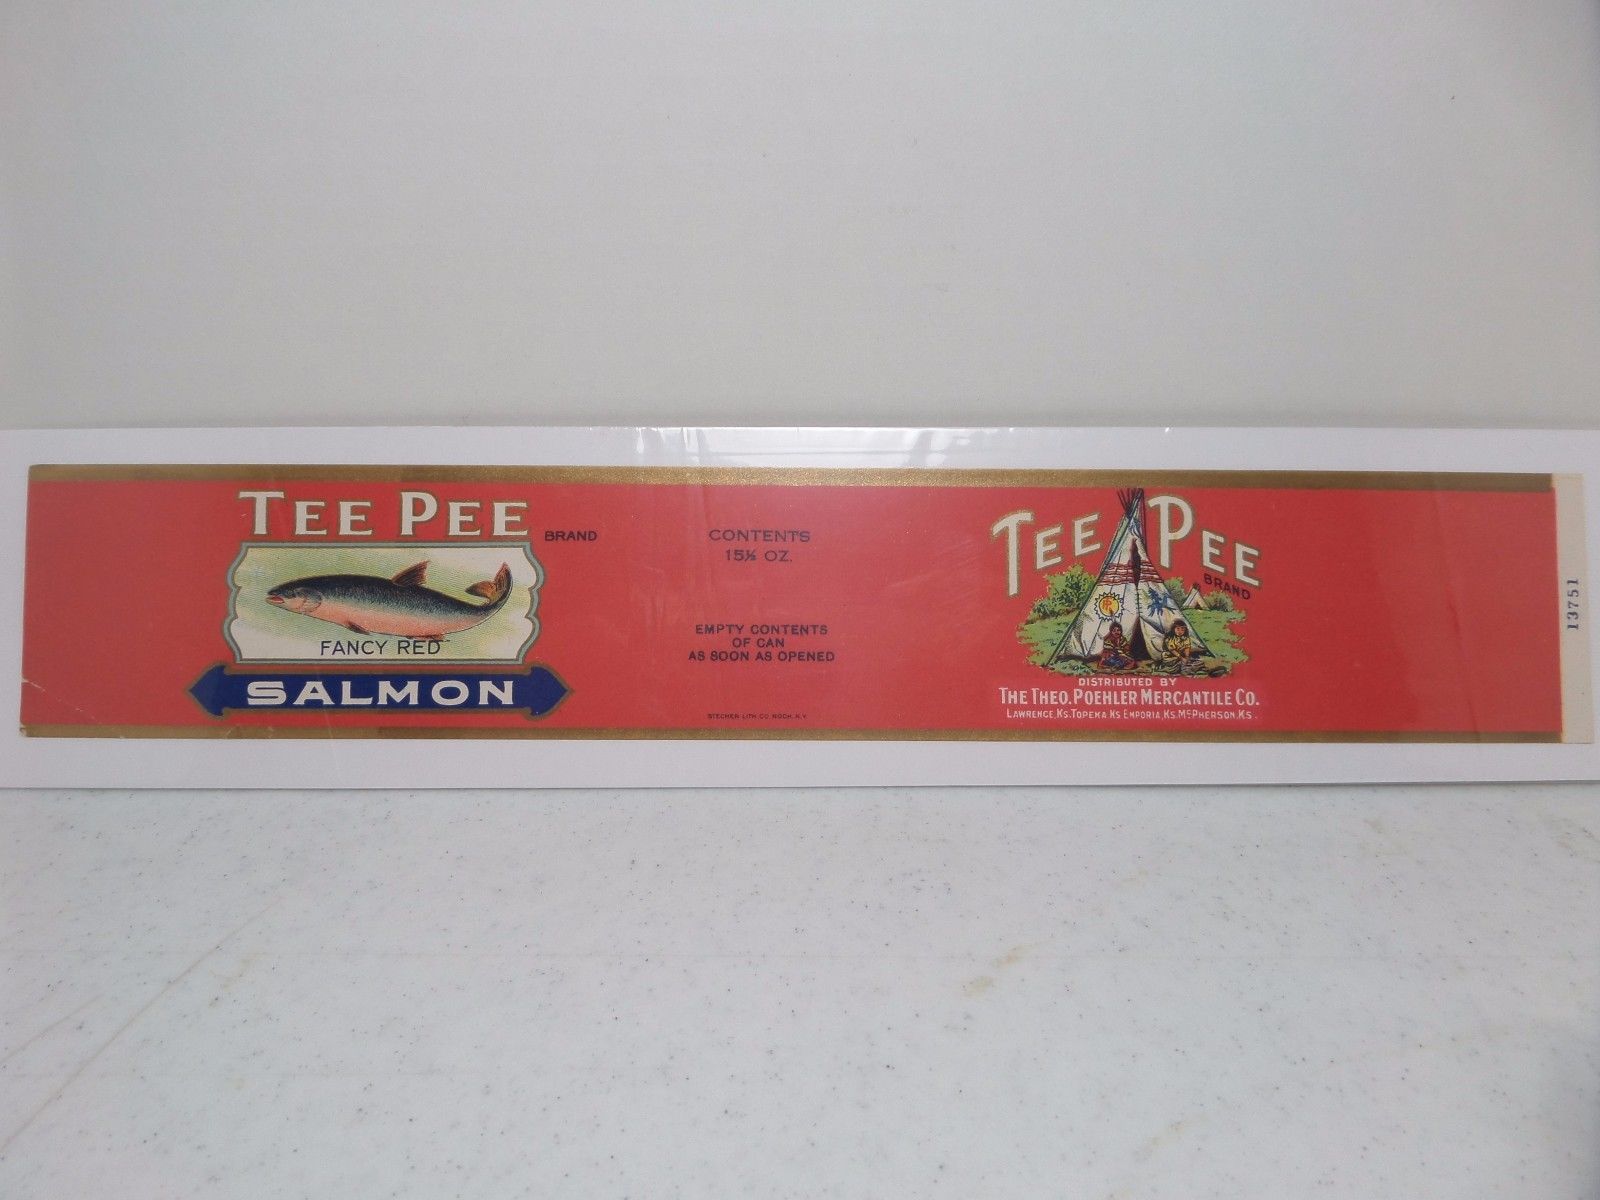 TEE PEE
BRAND
FANCY RED
SALMON
CONTENTS
15½ OZ.
EMPTY CONTENTS
OF CAN
AS SOON AS OPENED
STECHER LITH. CO. ROCH. N.Y.
TEE PEE
BRAND
DISTRIBUTED BY
THE THEO. POEHLER MERCANTILE CO.
LAWRENCE, KS. TOPEKA KS EMPORIA, KS. MCPHERSON, KS.
13751